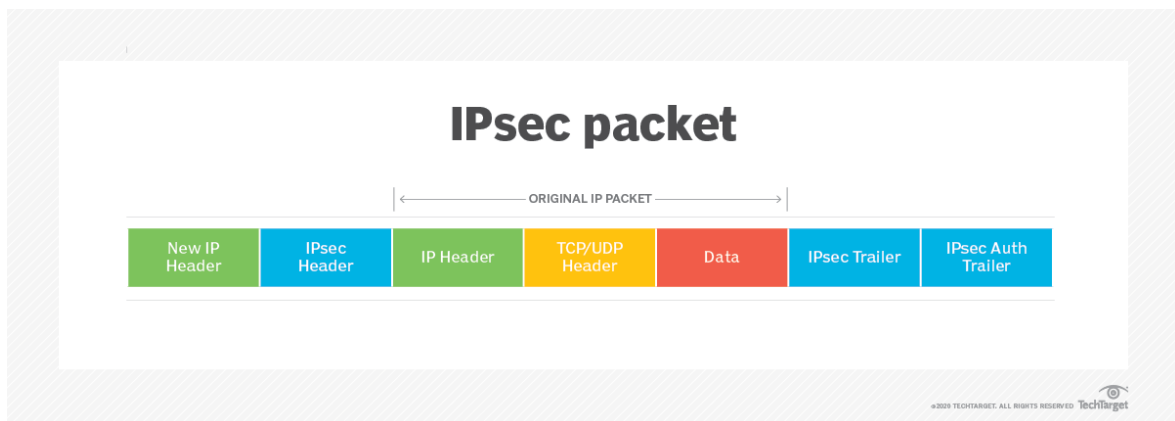 IPsec packet
ORIGINAL IP PACKET
New IP
Header
IPsec
Header
IP Header
TCP/UDP
Header
Data
IPsec Trailer
IPsec Auth
Trailer
©2020 TECHTARGET. ALL RIGHTS RESERVED TechTarget